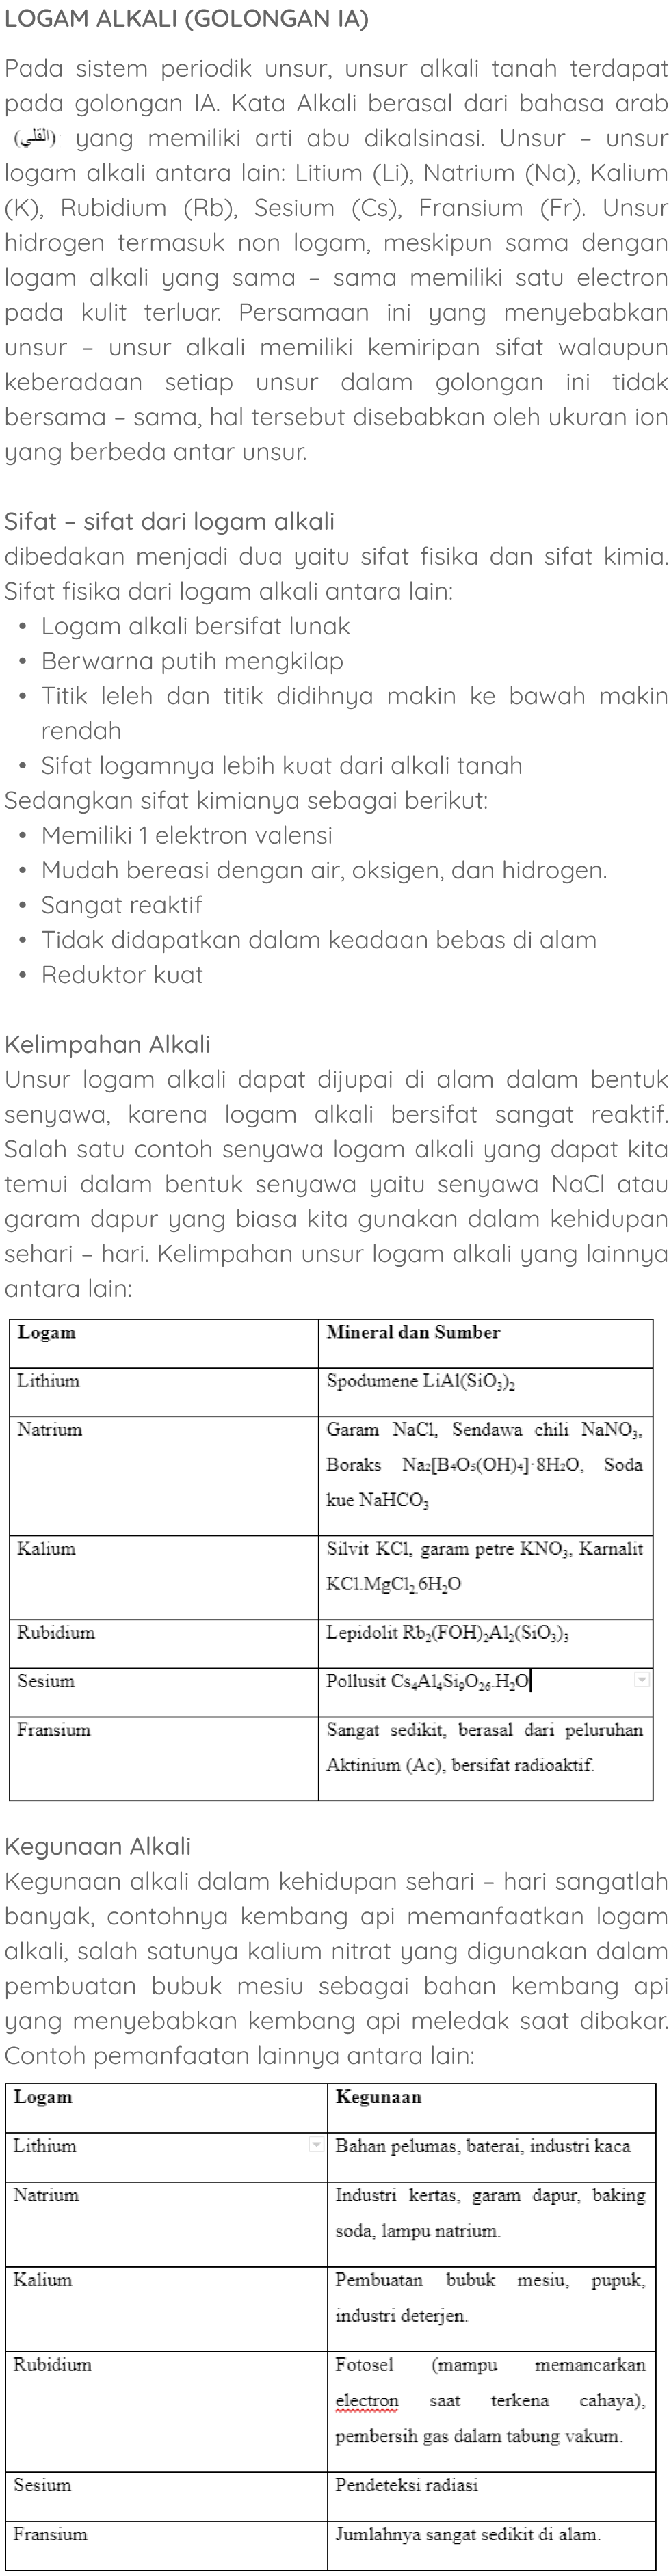 LOGAM ALKALI (GOLONGAN IA)
Pada sistem periodik unsur, unsur alkali tanah terdapat
pada golongan IA. Kata Alkali berasal dari bahasa arab
(القلي) yang memiliki arti abu dikalsinasi. Unsur – unsur
logam alkali antara lain: Litium (Li), Natrium (Na), Kalium
(K), Rubidium (Rb), Sesium (Cs), Fransium (Fr). Unsur
hidrogen termasuk non logam, meskipun sama dengan
logam alkali yang sama – sama memiliki satu electron
pada kulit terluar. Persamaan ini yang menyebabkan
unsur – unsur alkali memiliki kemiripan sifat walaupun
keberadaan setiap unsur dalam golongan ini tidak
bersama – sama, hal tersebut disebabkan oleh ukuran ion
yang berbeda antar unsur.
Sifat – sifat dari logam alkali
dibedakan menjadi dua yaitu sifat fisika dan sifat kimia.
Sifat fisika dari logam alkali antara lain:
• Logam alkali bersifat lunak
• Berwarna putih mengkilap
• Titik leleh dan titik didihnya makin ke bawah makin
rendah
• Sifat logamnya lebih kuat dari alkali tanah
Sedangkan sifat kimianya sebagai berikut:
• Memiliki 1 elektron valensi
• Mudah bereasi dengan air, oksigen, dan hidrogen.
• Sangat reaktif
• Tidak didapatkan dalam keadaan bebas di alam
• Reduktor kuat
Kelimpahan Alkali
Unsur logam alkali dapat dijupai di alam dalam bentuk
senyawa, karena logam alkali bersifat sangat reaktif.
Salah satu contoh senyawa logam alkali yang dapat kita
temui dalam bentuk senyawa yaitu senyawa NaCl atau
garam dapur yang biasa kita gunakan dalam kehidupan
sehari – hari. Kelimpahan unsur logam alkali yang lainnya
antara lain:
Logam Mineral dan Sumber
Lithium Spodumene LiAl(SiO₃)₂
Natrium Garam NaCl, Sendawa chili NaNO₃,
Boraks Na₂[B₄O₅(OH)₄]·8H₂O, Soda
kue NaHCO₃
Kalium Silvit KCl, garam petre KNO₃, Karnalit
KCl.MgCl₂.6H₂O
Rubidium Lepidolit Rb₂(FOH)₂Al₂(SiO₃)₃
Sesium Pollusit Cs₄Al₄Si₉O₂₆.H₂O
Fransium Sangat sedikit, berasal dari peluruhan
Aktinium (Ac), bersifat radioaktif.
Kegunaan Alkali
Kegunaan alkali dalam kehidupan sehari – hari sangatlah
banyak, contohnya kembang api memanfaatkan logam
alkali, salah satunya kalium nitrat yang digunakan dalam
pembuatan bubuk mesiu sebagai bahan kembang api
yang menyebabkan kembang api meledak saat dibakar.
Contoh pemanfaatan lainnya antara lain:
Logam Kegunaan
Lithium Bahan pelumas, baterai, industri kaca
Natrium Industri kertas, garam dapur, baking
soda, lampu natrium.
Kalium Pembuatan bubuk mesiu, pupuk,
industri deterjen.
Rubidium Fotosel (mampu memancarkan
electron saat terkena cahaya),
pembersih gas dalam tabung vakum.
Sesium Pendeteksi radiasi
Fransium Jumlahnya sangat sedikit di alam.